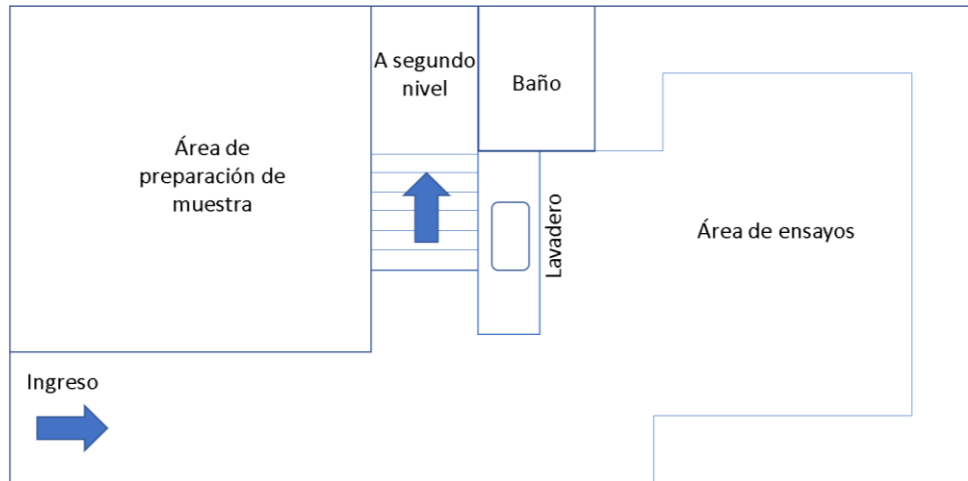 A segundo
nivel
Baño
Área de
preparación de
muestra
Lavadero
Área de ensayos
Ingreso